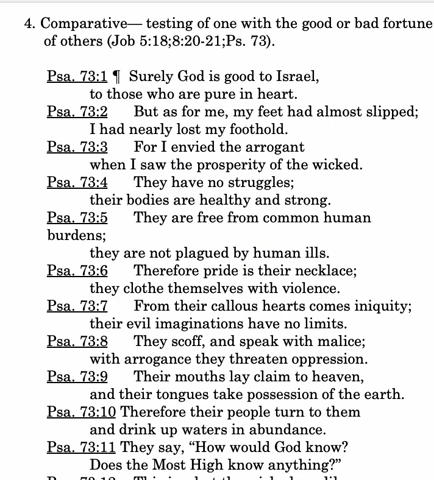 4. Comparative— testing of one with the good or bad fortune
of others (Job 5:18;8:20-21;Ps. 73).
Psa. 73:1 ¶ Surely God is good to Israel,
to those who are pure in heart.
Psa. 73:2 But as for me, my feet had almost slipped;
I had nearly lost my foothold.
Psa. 73:3 For I envied the arrogant
when I saw the prosperity of the wicked.
Psa. 73:4 They have no struggles;
their bodies are healthy and strong.
Psa. 73:5 They are free from common human
burdens;
they are not plagued by human ills.
Psa. 73:6 Therefore pride is their necklace;
they clothe themselves with violence.
Psa. 73:7 From their callous hearts comes iniquity;
their evil imaginations have no limits.
Psa. 73:8 They scoff, and speak with malice;
with arrogance they threaten oppression.
Psa. 73:9 Their mouths lay claim to heaven,
and their tongues take possession of the earth.
Psa. 73:10 Therefore their people turn to them
and drink up waters in abundance.
Psa. 73:11 They say, “How would God know?
Does the Most High know anything?”